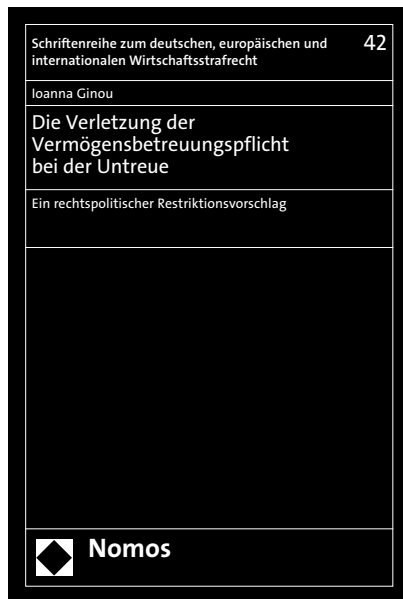 Schriftenreihe zum deutschen, europäischen und
internationalen Wirtschaftsstrafrecht
42
Ioanna Ginou
Die Verletzung der
Vermögensbetreuungspflicht
bei der Untreue
Ein rechtspolitischer Restriktionsvorschlag
Nomos